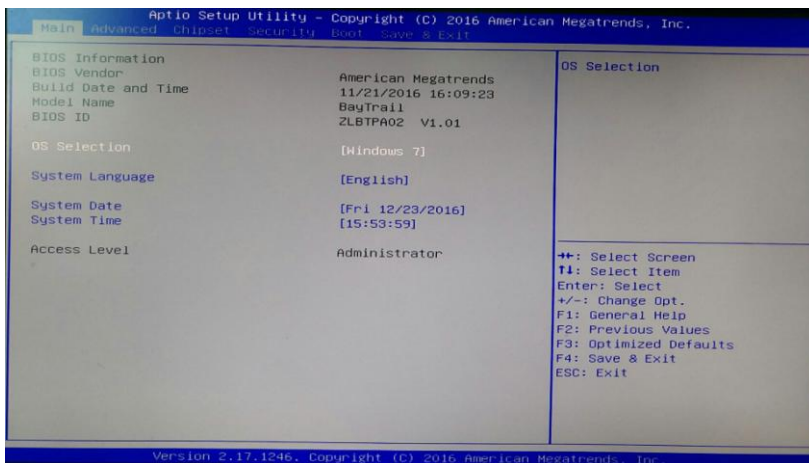 Aptio Setup Utility – Copyright (C) 2016 American Megatrends, Inc.
Main Advanced Chipset Security Boot Save & Exit
BIOS Information
BIOS Vendor American Megatrends
Build Date and Time 11/21/2016 16:09:23
Model Name BayTrail
BIOS ID ZLBTPA02 V1.01
OS Selection [Windows 7]
System Language [English]
System Date [Fri 12/23/2016]
System Time [15:53:59]
Access Level Administrator
OS Selection
→←: Select Screen
↑↓: Select Item
Enter: Select
+/-: Change Opt.
F1: General Help
F2: Previous Values
F3: Optimized Defaults
F4: Save & Exit
ESC: Exit
Version 2.17.1246. Copyright (C) 2016 American Megatrends, Inc.